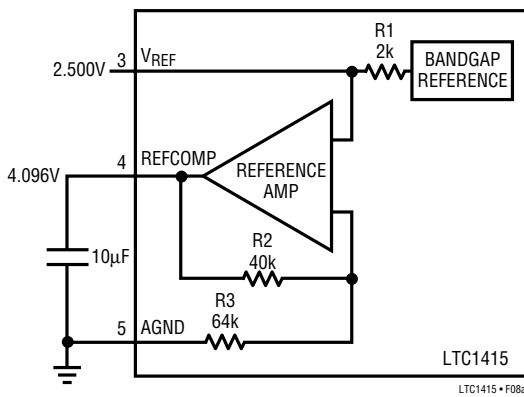 R1
2k
BANDGAP
REFERENCE
2.500V
3
VREF
4.096V
4
REFCOMP
REFERENCE
AMP
10µF
R2
40k
R3
64k
5
AGND
LTC1415
LTC1415 • F08a